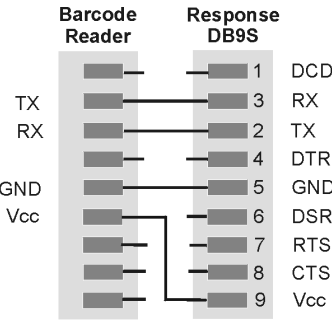 Barcode Reader
Response DB9S
1 DCD
TX 3 RX
RX 2 TX
4 DTR
GND 5 GND
Vcc 6 DSR
7 RTS
8 CTS
9 Vcc